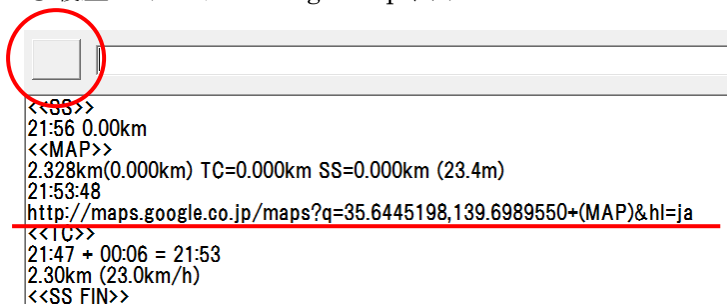 <<SS>>
21:56 0.00km
<<MAP>>
2.328km(0.000km) TC=0.000km SS=0.000km (23.4m)
21:53:48
http://maps.google.co.jp/maps?q=35.6445198,139.6989550+(MAP)&hl=ja
<<TC>>
21:47 + 00:06 = 21:53
2.30km (23.0km/h)
<<SS FIN>>